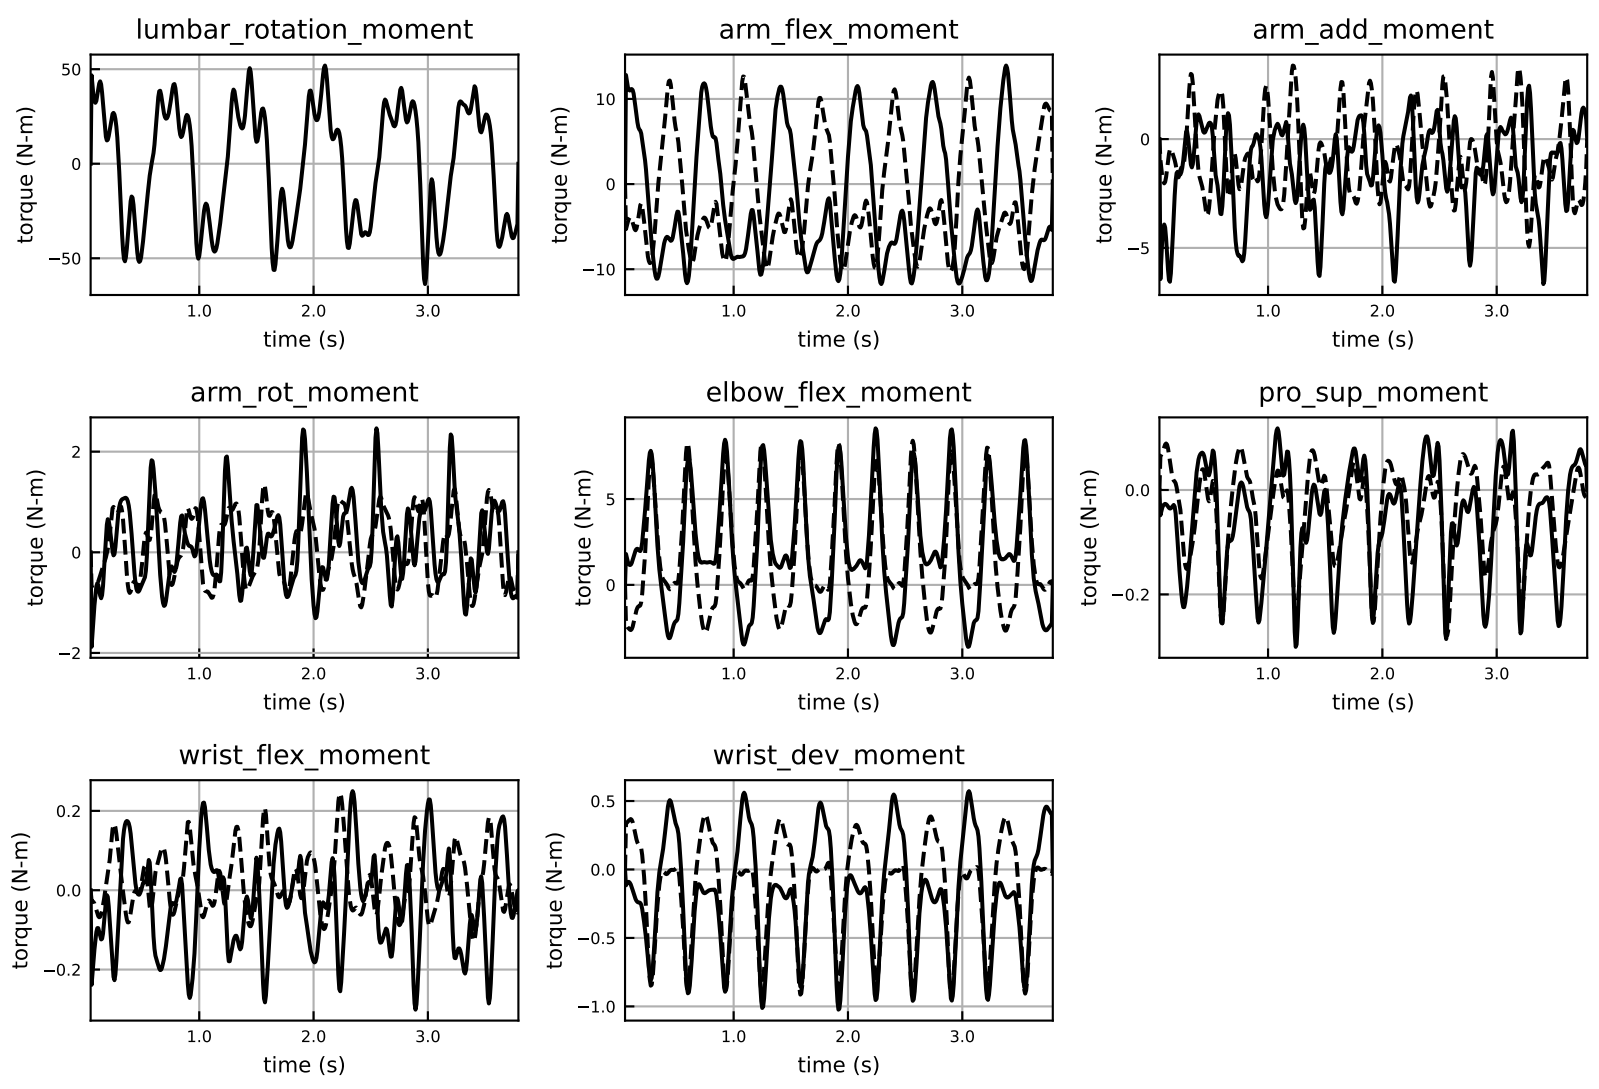 lumbar_rotation_moment
arm_flex_moment
arm_add_moment
torque (N-m)
50
0
−50
1.0 2.0 3.0
time (s)
torque (N-m)
10
0
−10
1.0 2.0 3.0
time (s)
torque (N-m)
0
−5
1.0 2.0 3.0
time (s)
arm_rot_moment
elbow_flex_moment
pro_sup_moment
torque (N-m)
2
0
−2
1.0 2.0 3.0
time (s)
torque (N-m)
5
0
1.0 2.0 3.0
time (s)
torque (N-m)
0.0
−0.2
1.0 2.0 3.0
time (s)
wrist_flex_moment
wrist_dev_moment
torque (N-m)
0.2
0.0
−0.2
1.0 2.0 3.0
time (s)
torque (N-m)
0.5
0.0
−0.5
−1.0
1.0 2.0 3.0
time (s)